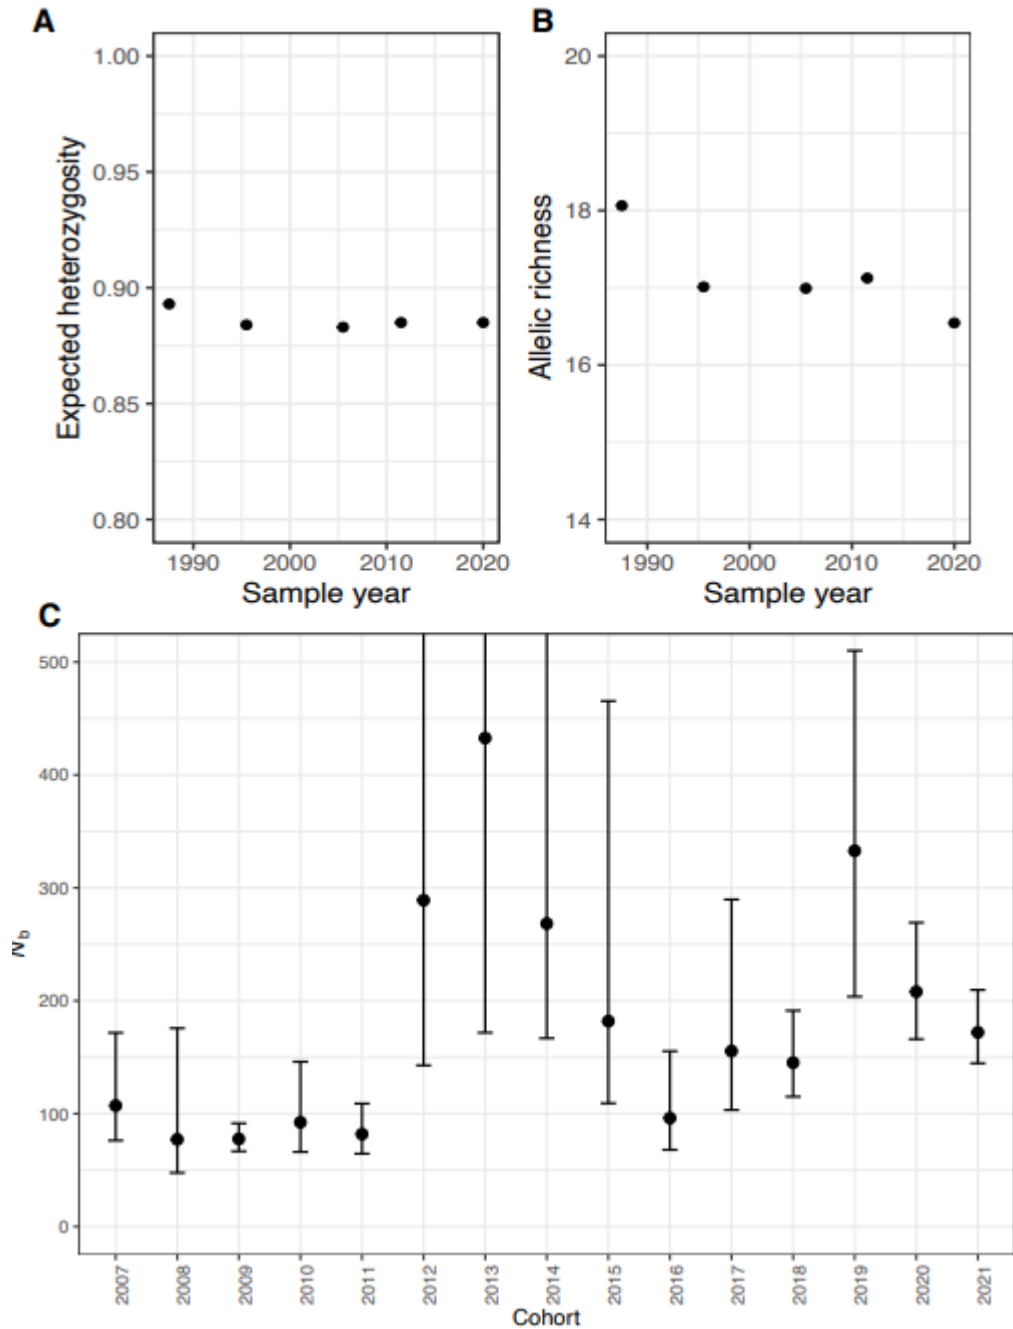 A
1.00
0.95
0.90
0.85
0.80
Expected heterozygosity
1990 2000 2010 2020
Sample year
B
20
18
16
14
Allelic richness
1990 2000 2010 2020
Sample year
C
500
400
300
200
100
0
Nb
2007 2008 2009 2010 2011 2012 2013 2014 2015 2016 2017 2018 2019 2020 2021
Cohort